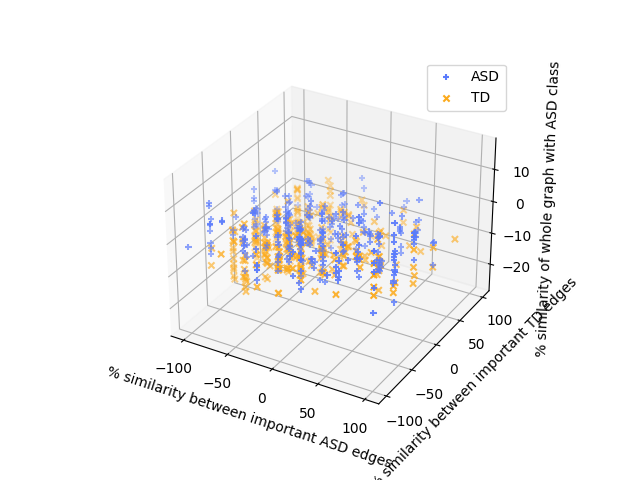 ASD
TD
10
0
−10
−20
% similarity of whole graph with ASD class
−100
−50
0
50
100
% similarity between important ASD edges
−100
−50
0
50
100
% similarity between important TD edges